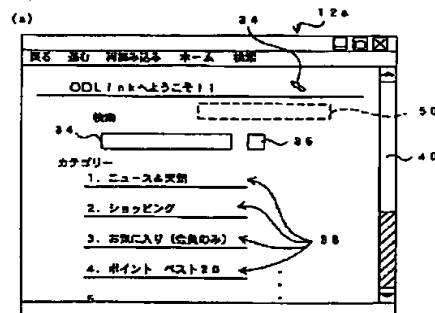 (a)
34
12a
戻る 進む 再読み込み ホーム 検索
ODLinkへようこそ!!
50
検索
34
36
40
カテゴリー
1. ニュース&天気
2. ショッピング
3. お気に入り (会員のみ)
38
4. ポイント ベスト20
5